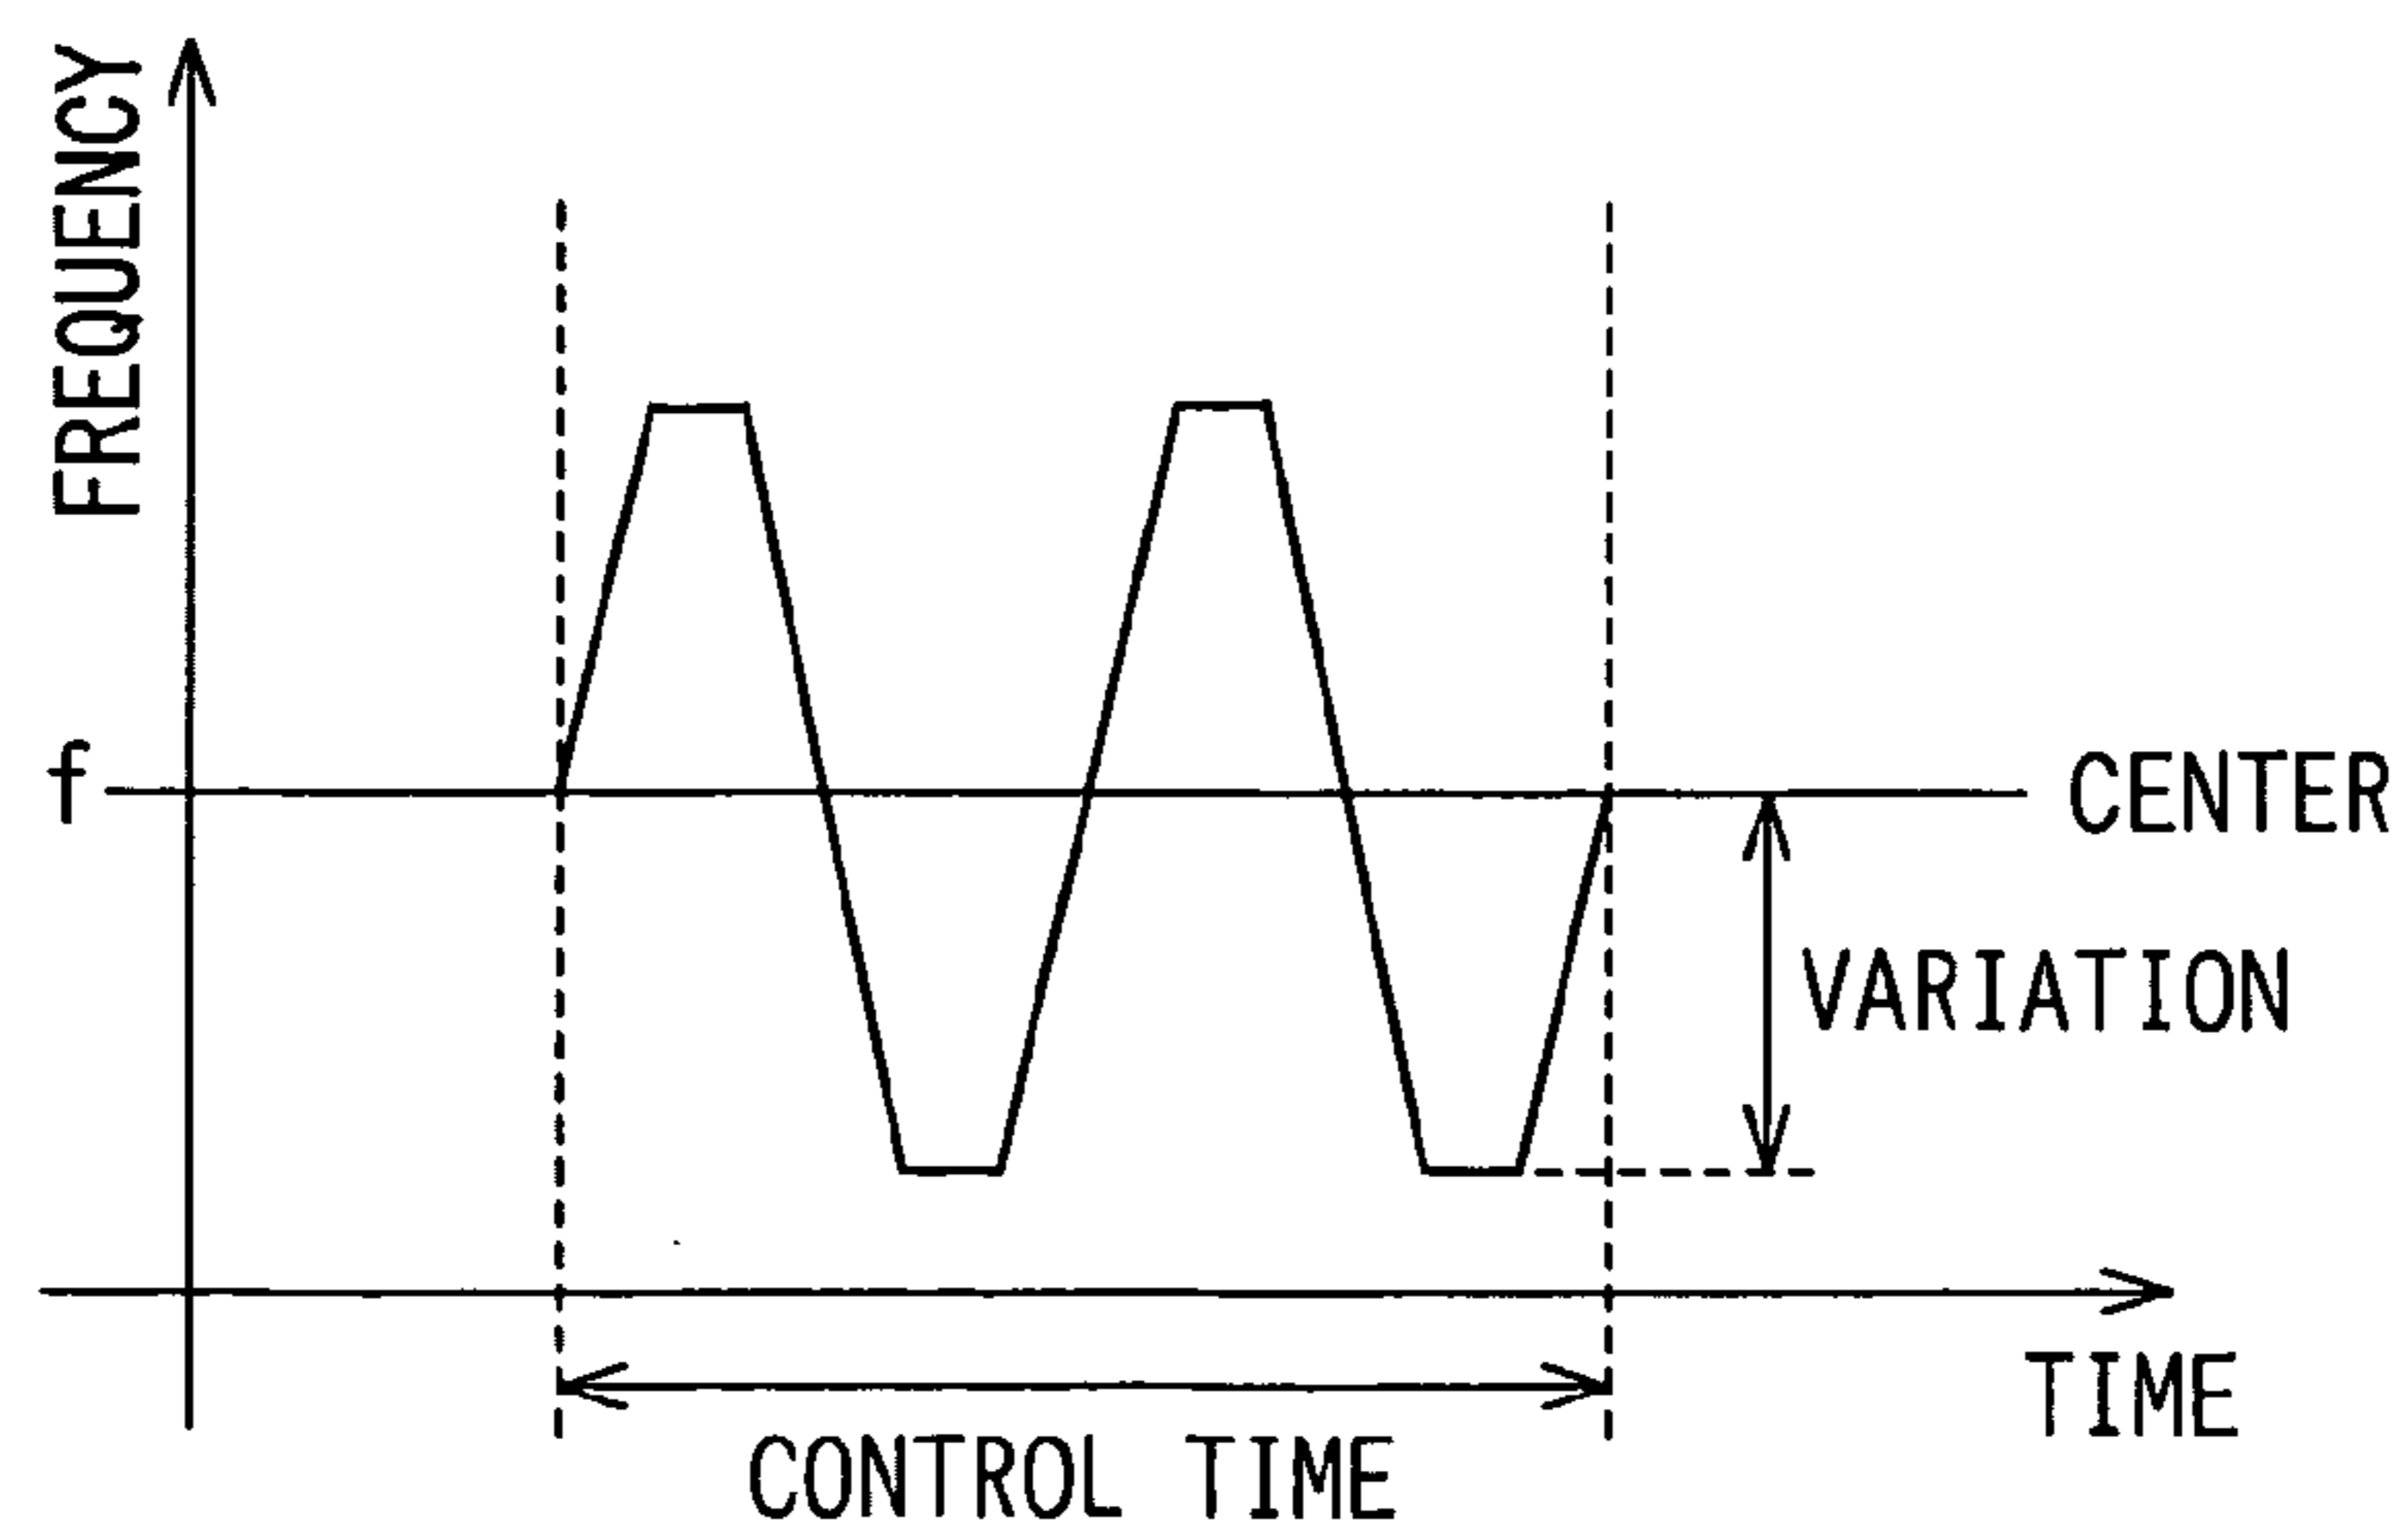 FREQUENCY
f
CENTER
VARIATION
TIME
CONTROL TIME